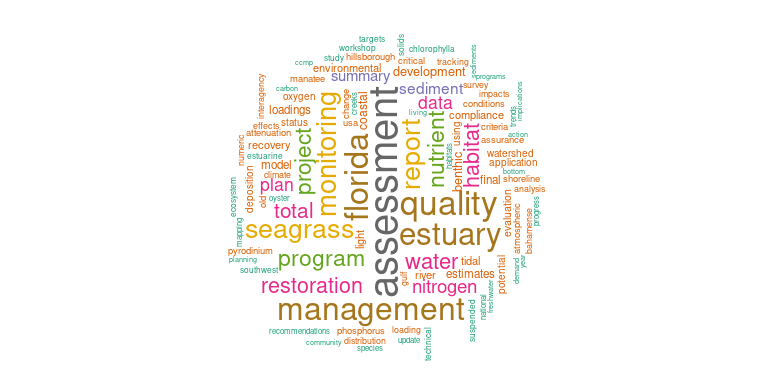 targets
workshop
solids
chlorophylla
study
hillsborough
critical
tracking
ccmp
environmental
sediments
manatee
summary
development
programs
carbon
sediment
survey
interagency
oxygen
change
creeks
coastal
assessment
data
impacts
loadings
monitoring
living
conditions
implications
status
usa
report
nutrient
compliance
trends
effects
project
florida
using
habitat
criteria
action
attenuation
assurance
numeric
recovery
habitats
benthic
watershed
estuarine
model
application
climate
bottom
plan
final
shoreline
ecosystem
deposition
old
oyster
analysis
total
quality
evaluation
atmospheric
bahamense
progress
mapping
seagrass
light
estuary
pyrodinium
planning
program
water
tidal
potential
year
demand
southwest
gulf
river
estimates
restoration
nitrogen
management
suspended
national
freshwater
recommendations
phosphorus
loading
technical
community
distribution
update
species